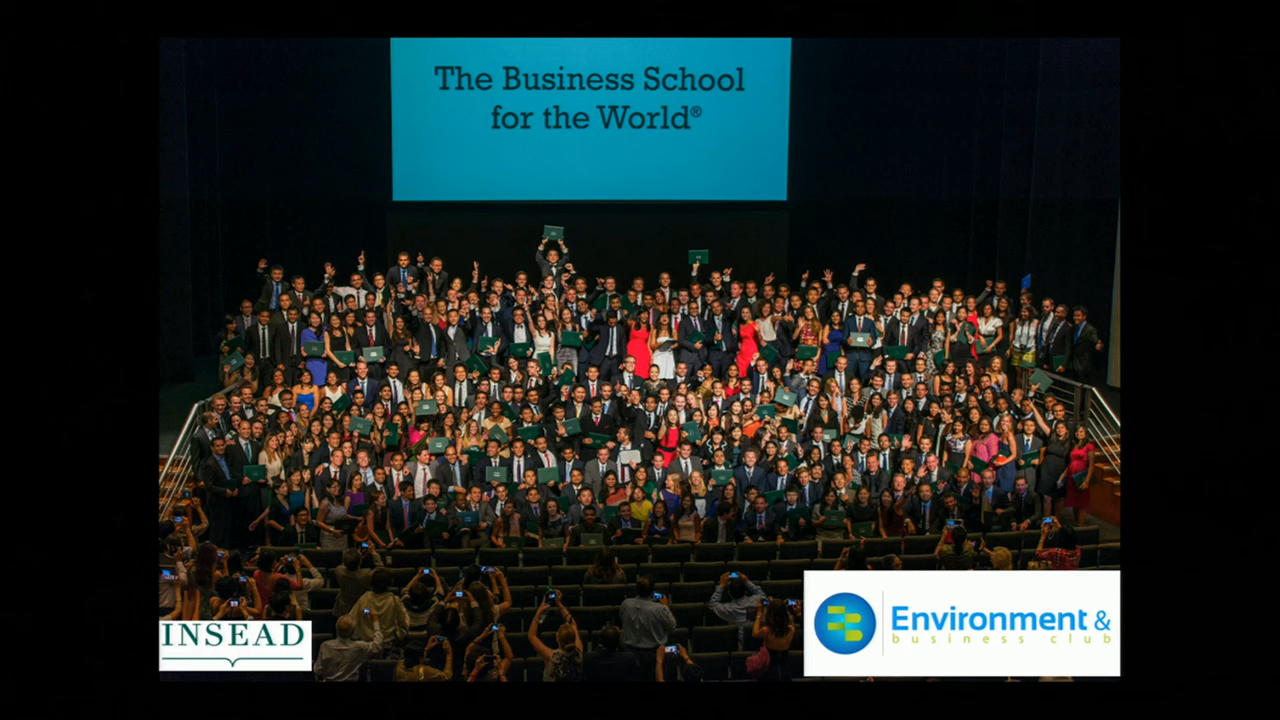 The Business School
for the World®
INSEAD
Environment &
business club